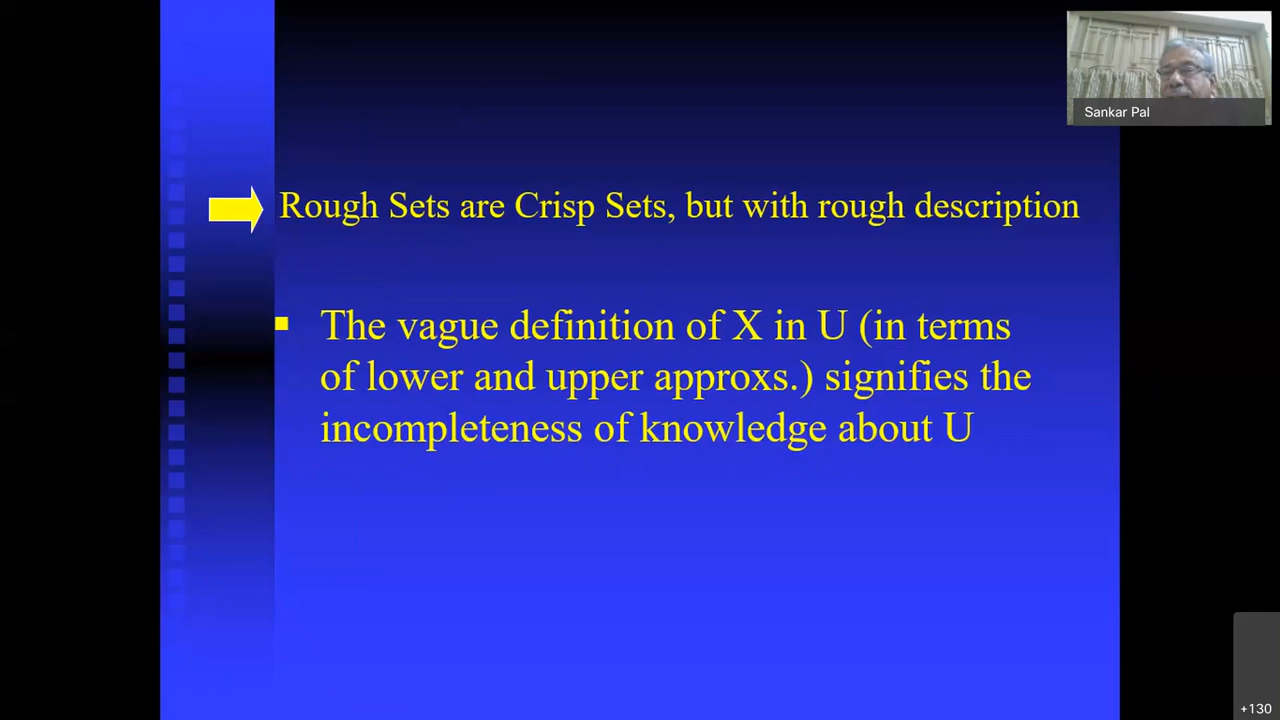 Sankar Pal
Rough Sets are Crisp Sets, but with rough description
The vague definition of X in U (in terms
of lower and upper approxs.) signifies the
incompleteness of knowledge about U
+130